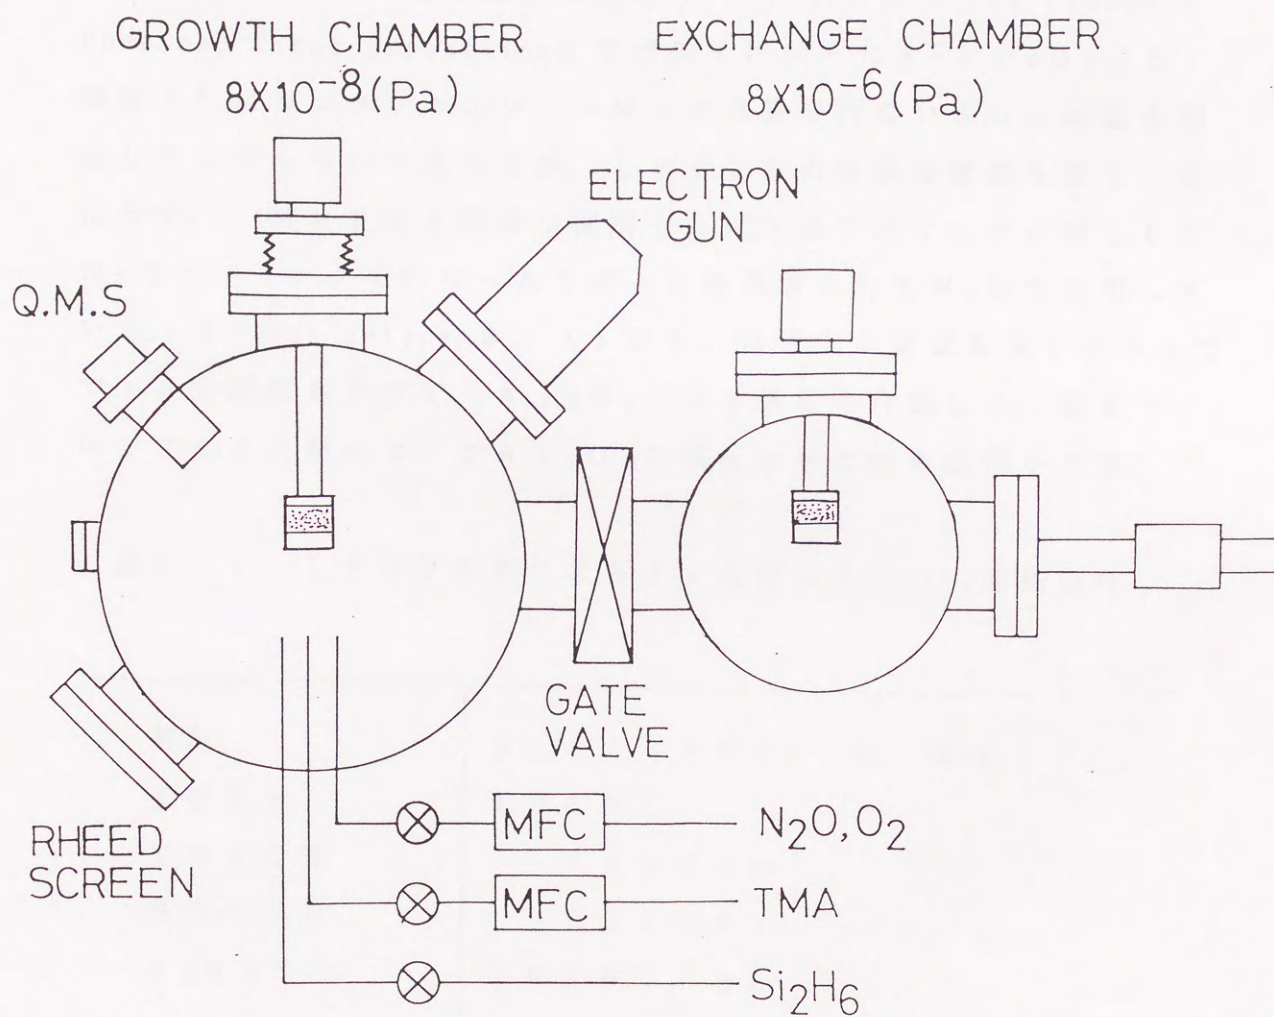 GROWTH CHAMBER
8X10⁻⁸(Pa)
EXCHANGE CHAMBER
8X10⁻⁶(Pa)
ELECTRON
GUN
Q.M.S
GATE
VALVE
RHEED
SCREEN
MFC
N₂O,O₂
MFC
TMA
Si₂H₆